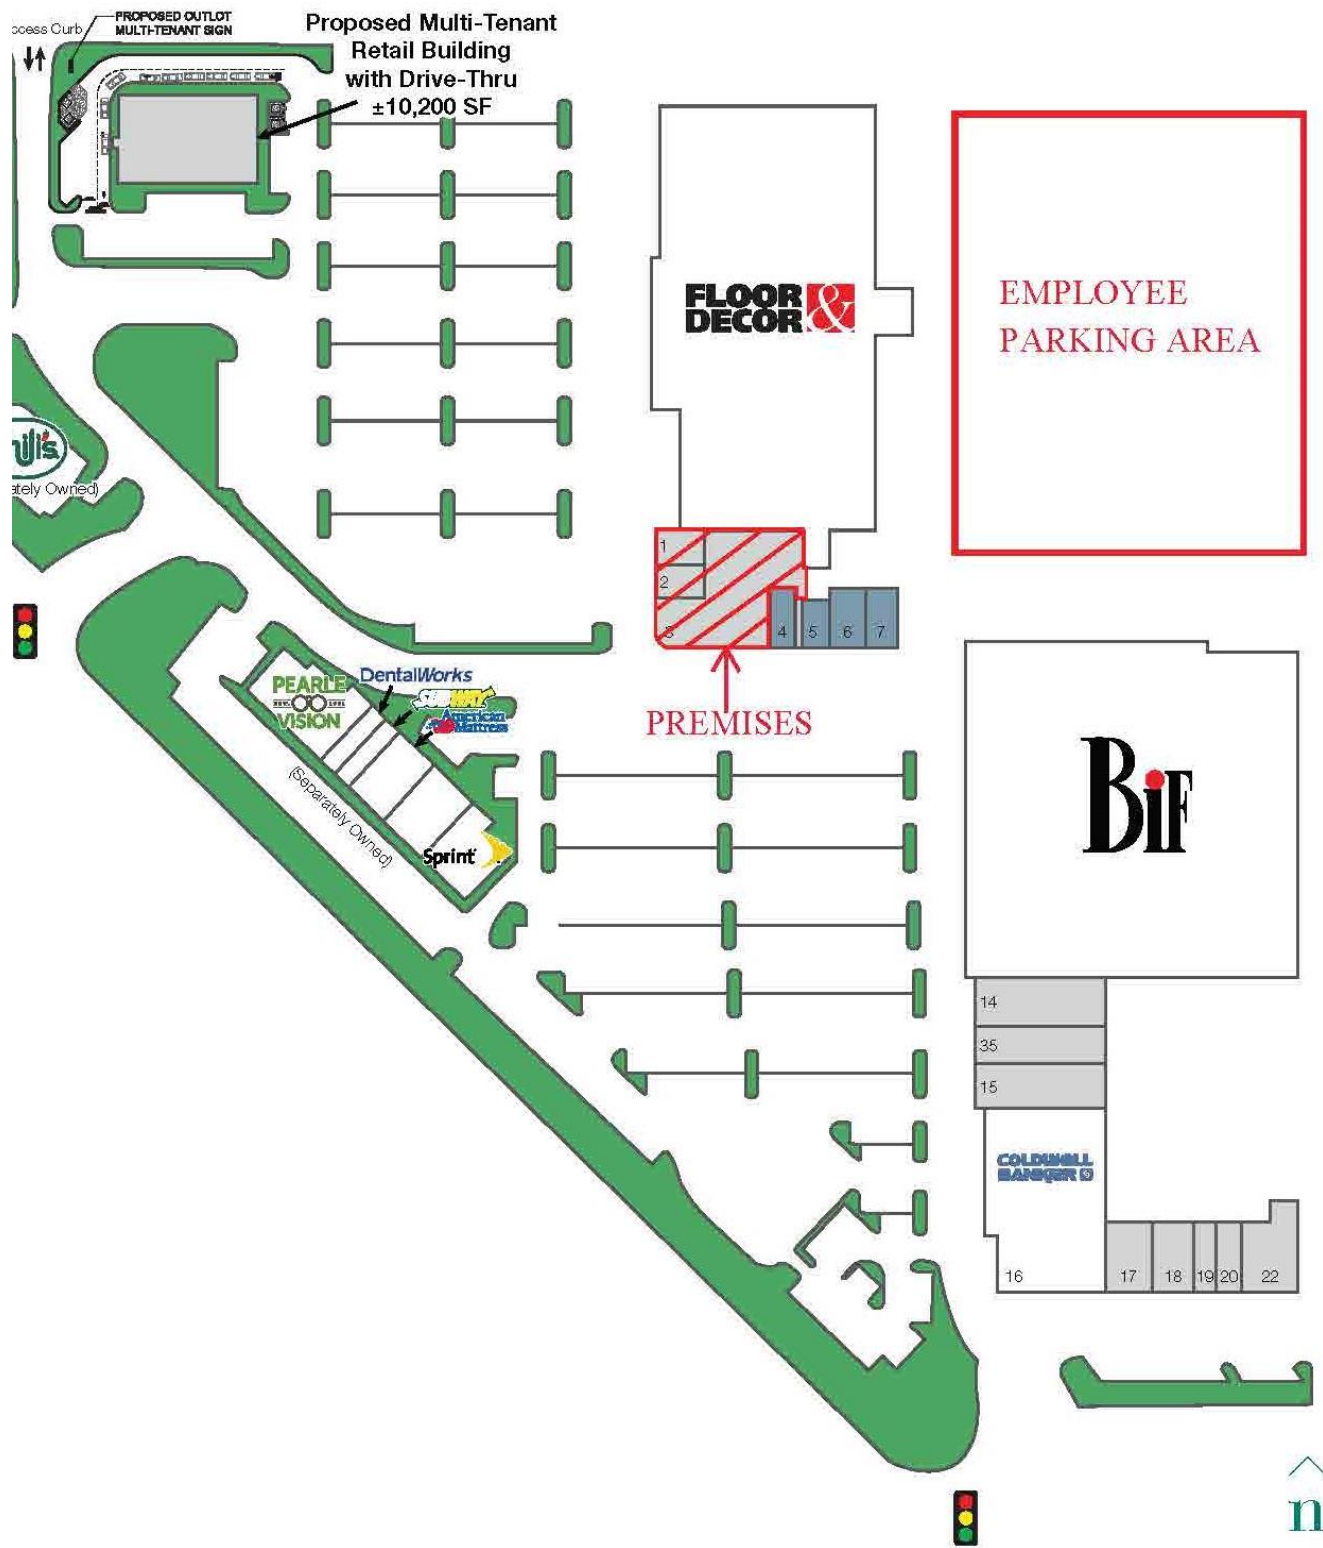 PROPOSED OUTLOT
MULTI-TENANT SIGN
Curb
Proposed Multi-Tenant
Retail Building
with Drive-Thru
±10,200 SF
FLOOR &
DECOR
EMPLOYEE
PARKING AREA
Owned)
1
2
3
4
5
6
7
PREMISES
PEARLE
VISION
DentalWorks
SUBWAY
American
Mattress
(Separately Owned)
Sprint
BiF
14
35
15
COLDWELL
BANKER
16
17
18
19
20
22
n